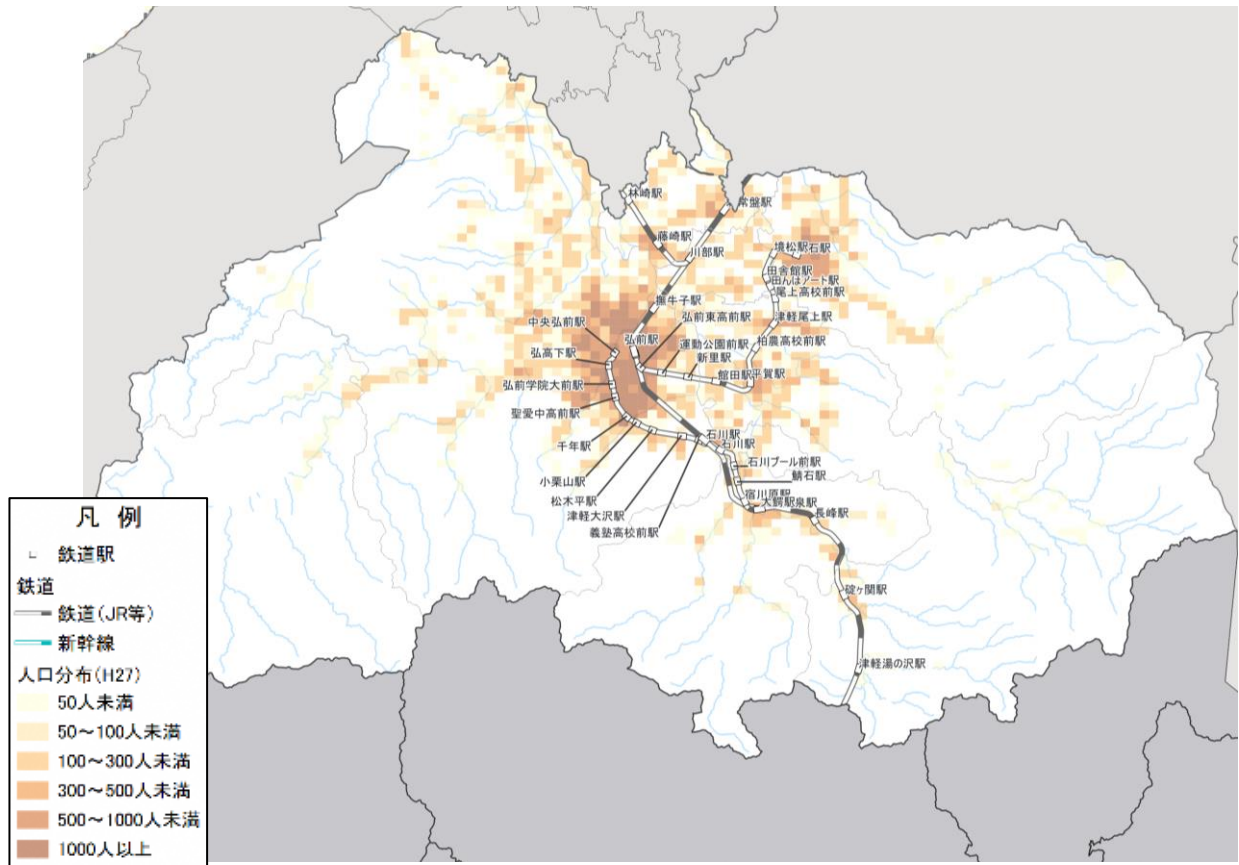 林崎駅
常盤駅
藤崎駅
川部駅
境松駅
石駅
田舎館駅
田んぼアート駅
尾上高校前駅
撫牛子駅
弘前東高前駅
津軽尾上駅
中央弘前駅
弘前駅
運動公園前駅
柏農高校前駅
弘高下駅
新里駅
館田駅
平賀駅
弘前学院大前駅
聖愛中高前駅
千年駅
石川駅
石川駅
石川プール前駅
小栗山駅
鯖石駅
松木平駅
宿川原駅
津軽大沢駅
大鰐
泉駅
長峰駅
義塾高校前駅
碇ヶ関駅
津軽湯の沢駅
凡 例
鉄道駅
鉄道
鉄道(JR等)
新幹線
人口分布(H27)
50人未満
50~100人未満
100~300人未満
300~500人未満
500~1000人未満
1000人以上